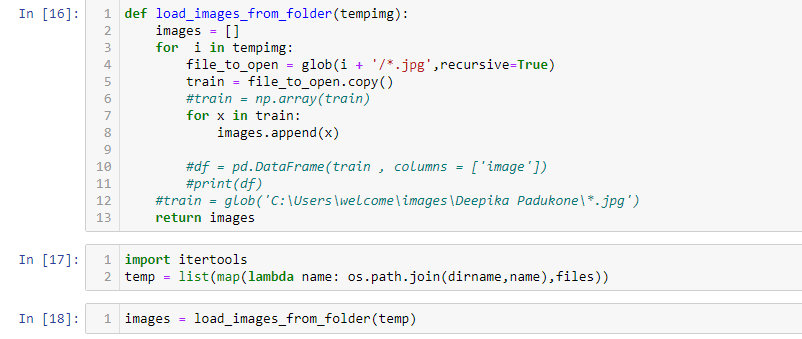 In [16]:
1 def load_images_from_folder(tempimg):
2     images = []
3     for  i in tempimg:
4         file_to_open = glob(i + '/*.jpg',recursive=True)
5         train = file_to_open.copy()
6         #train = np.array(train)
7         for x in train:
8             images.append(x)
9
10         #df = pd.DataFrame(train , columns = ['image'])
11         #print(df)
12     #train = glob('C:\Users\welcome\images\Deepika Padukone\*.jpg')
13     return images
In [17]:
1 import itertools
2 temp = list(map(lambda name: os.path.join(dirname,name),files))
In [18]:
1 images = load_images_from_folder(temp)